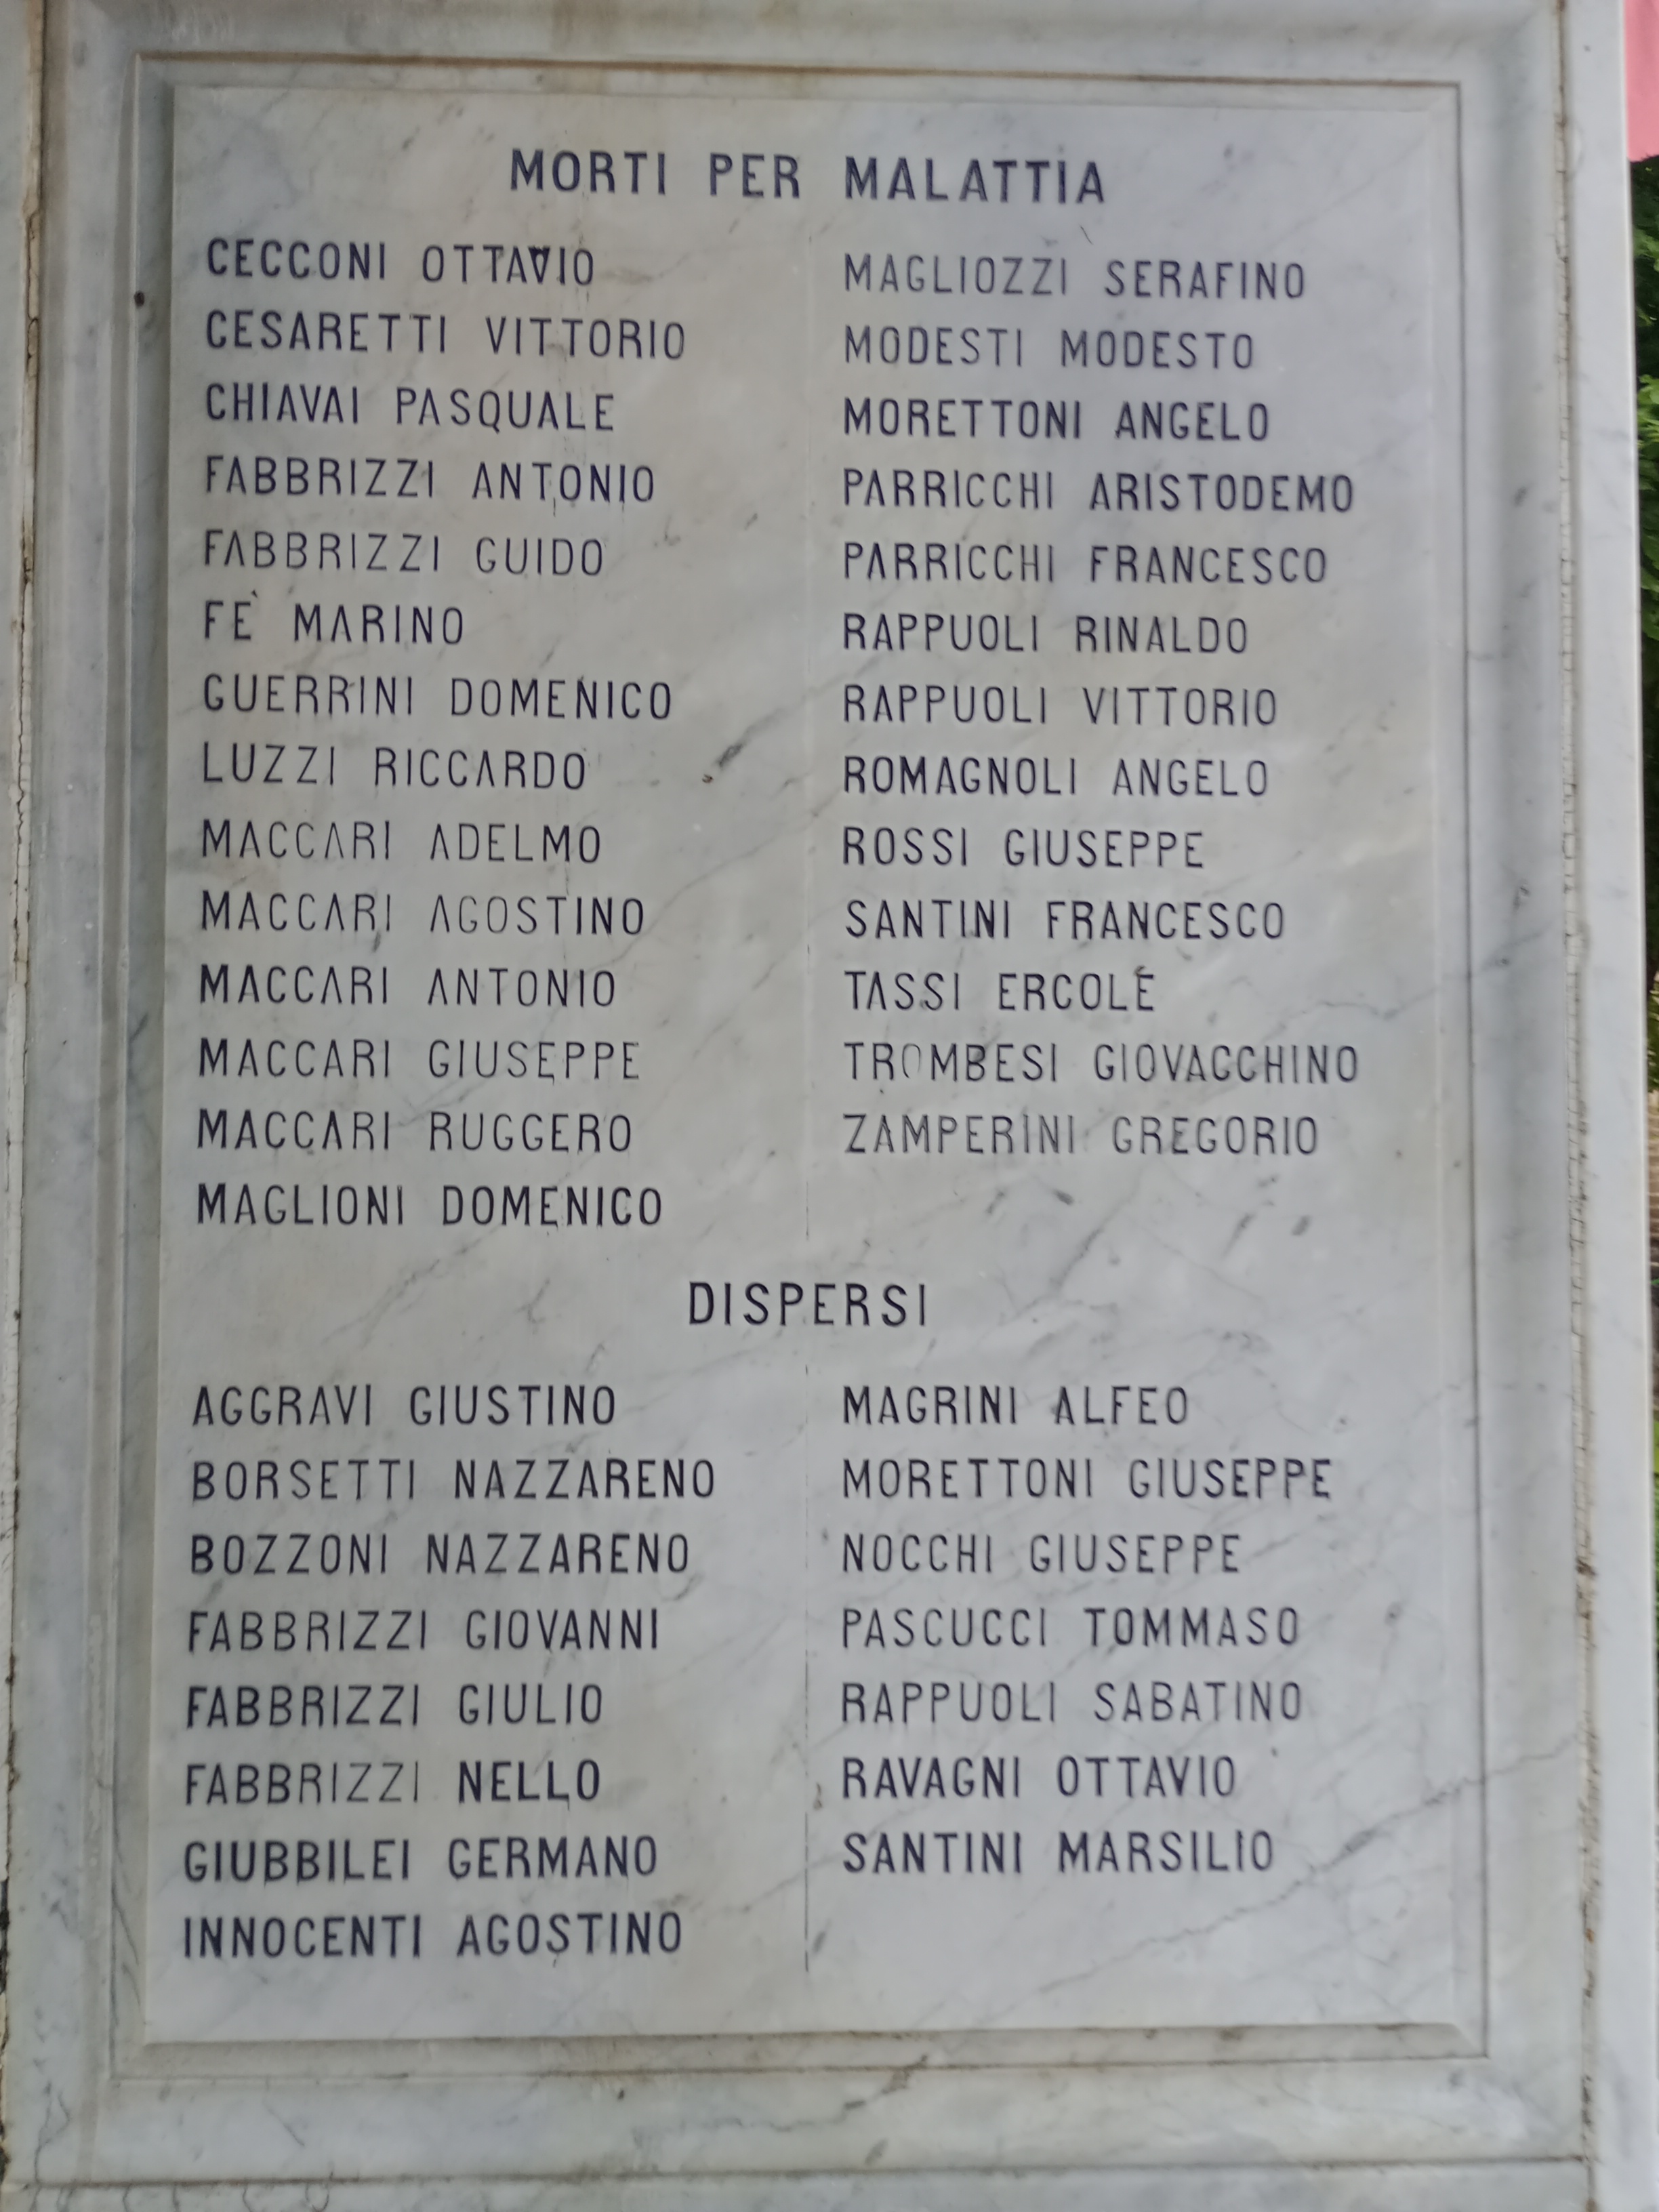 MORTI PER MALATTIA
CECCONI OTTAVIO
CESARETTI VITTORIO
CHIAVAI PASQUALE
FABBRIZZI ANTONIO
FABBRIZZI GUIDO
FÈ MARINO
GUERRINI DOMENICO
LUZZI RICCARDO
MACCARI ADELMO
MACCARI AGOSTINO
MACCARI ANTONIO
MACCARI GIUSEPPE
MACCARI RUGGERO
MAGLIONI DOMENICO
MAGLIOZZI SERAFINO
MODESTI MODESTO
MORETTONI ANGELO
PARRICCHI ARISTODEMO
PARRICCHI FRANCESCO
RAPPUOLI RINALDO
RAPPUOLI VITTORIO
ROMAGNOLI ANGELO
ROSSI GIUSEPPE
SANTINI FRANCESCO
TASSI ERCOLE
TROMBESI GIOVACCHINO
ZAMPERINI GREGORIO
DISPERSI
AGGRAVI GIUSTINO
BORSETTI NAZZARENO
BOZZONI NAZZARENO
FABBRIZZI GIOVANNI
FABBRIZZI GIULIO
FABBRIZZI NELLO
GIUBBILEI GERMANO
INNOCENTI AGOSTINO
MAGRINI ALFEO
MORETTONI GIUSEPPE
NOCCHI GIUSEPPE
PASCUCCI TOMMASO
RAPPUOLI SABATINO
RAVAGNI OTTAVIO
SANTINI MARSILIO